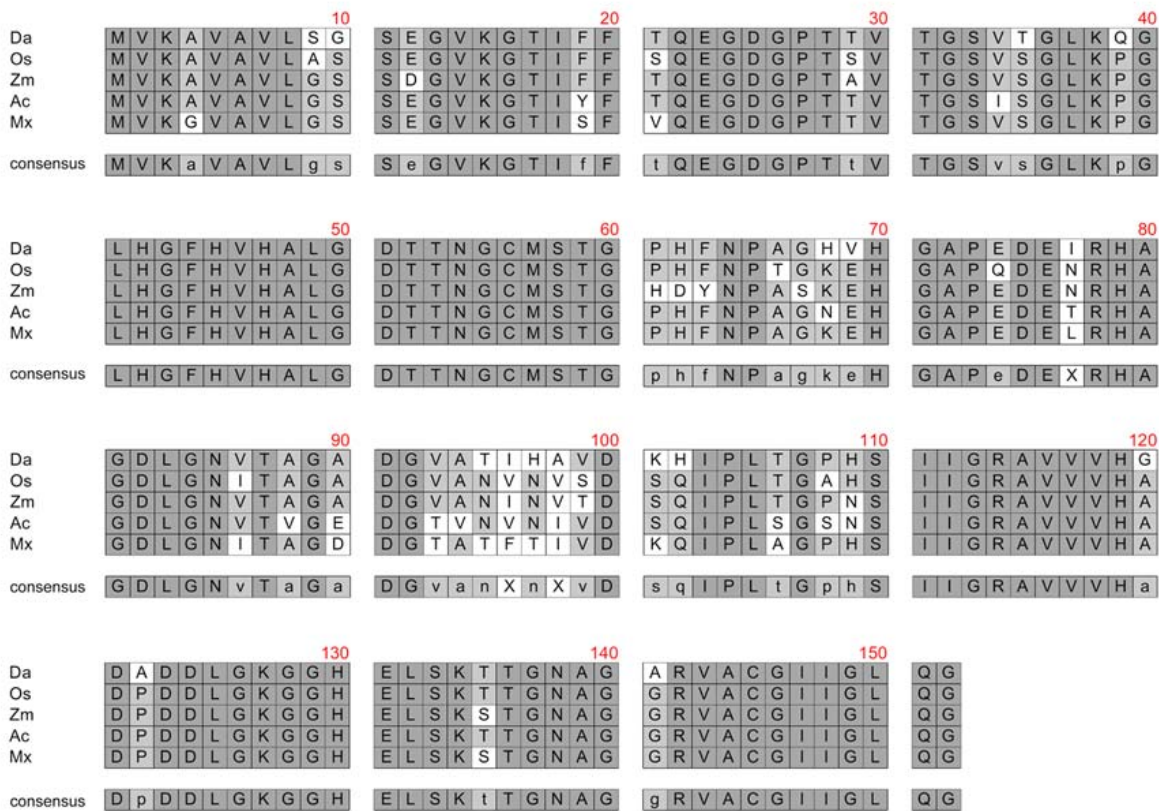 10 20 30 40
Da M V K A V A V L S G S E G V K G T I F F T Q E G D G P T T V T G S V T G L K Q G
Os M V K A V A V L A S S E G V K G T I F F S Q E G D G P T S V T G S V S G L K P G
Zm M V K A V A V L G S S D G V K G T I F F T Q E G D G P T A V T G S V S G L K P G
Ac M V K A V A V L G S S E G V K G T I Y F T Q E G D G P T T V T G S I S G L K P G
Mx M V K G V A V L G S S E G V K G T I S F V Q E G D G P T T V T G S V S G L K P G
consensus M V K a V A V L g s S e G V K G T I f F t Q E G D G P T t V T G S v s G L K p G
50 60 70 80
Da L H G F H V H A L G D T T N G C M S T G P H F N P A G H V H G A P E D E I R H A
Os L H G F H V H A L G D T T N G C M S T G P H F N P T G K E H G A P Q D E N R H A
Zm L H G F H V H A L G D T T N G C M S T G H D Y N P A S K E H G A P E D E N R H A
Ac L H G F H V H A L G D T T N G C M S T G P H F N P A G N E H G A P E D E T R H A
Mx L H G F H V H A L G D T T N G C M S T G P H F N P A G K E H G A P E D E L R H A
consensus L H G F H V H A L G D T T N G C M S T G p h f N P a g k e H G A P e D E X R H A
90 100 110 120
Da G D L G N V T A G A D G V A T I H A V D K H I P L T G P H S I I G R A V V V H G
Os G D L G N I T A G A D G V A N V N V S D S Q I P L T G A H S I I G R A V V V H A
Zm G D L G N V T A G A D G V A N I N V T D S Q I P L T G P N S I I G R A V V V H A
Ac G D L G N V T V G E D G T V N V N I V D S Q I P L S G S N S I I G R A V V V H A
Mx G D L G N I T A G D D G T A T F T I V D K Q I P L A G P H S I I G R A V V V H A
consensus G D L G N v T a G a D G v a n X n X v D s q I P L t G p h S I I G R A V V V H a
130 140 150
Da D A D D L G K G G H E L S K T T G N A G A R V A C G I I G L Q G
Os D P D D L G K G G H E L S K T T G N A G G R V A C G I I G L Q G
Zm D P D D L G K G G H E L S K S T G N A G G R V A C G I I G L Q G
Ac D P D D L G K G G H E L S K T T G N A G G R V A C G I I G L Q G
Mx D P D D L G K G G H E L S K S T G N A G G R V A C G I I G L Q G
consensus D p D D L G K G G H E L S K t T G N A G g R V A C G I I G L Q G